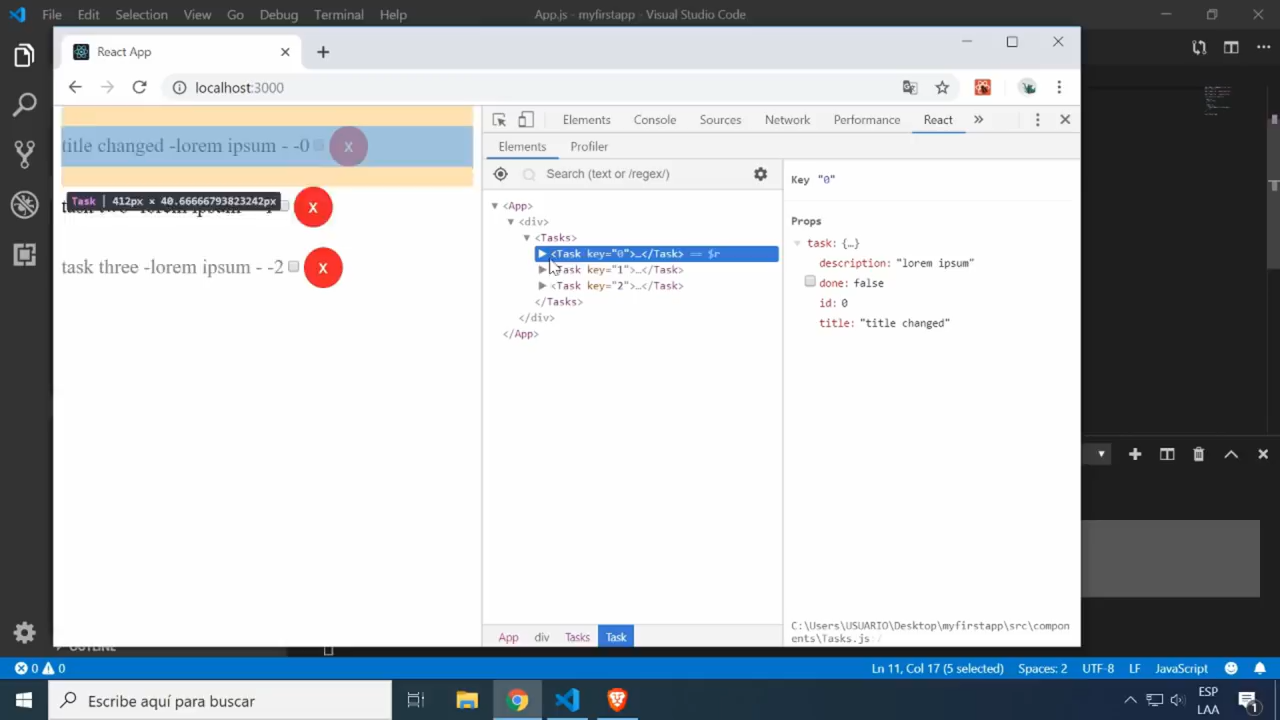 File Edit Selection View Go Debug Terminal Help App.js - myfirstapp - Visual Studio Code
React App
localhost:3000
Elements Console Sources Network Performance React
Elements Profiler
Search (text or /regex/)
title changed -lorem ipsum - -0 X
Task | 412px × 40.66666793823242px
X
task three -lorem ipsum - -2 X
<App>
<div>
<Tasks>
<Task key="0">…</Task> == $r
<Task key="1">…</Task>
<Task key="2">…</Task>
</Tasks>
</div>
</App>
Key "0"
Props
task: {…}
description: "lorem ipsum"
done: false
id: 0
title: "title changed"
C:\Users\USUARIO\Desktop\myfirstapp\src\compon
ents\Tasks.js:7
App div Tasks Task
OUTLINE
0 0 Ln 11, Col 17 (5 selected) Spaces: 2 UTF-8 LF JavaScript
Escribe aquí para buscar
ESP
LAA
1